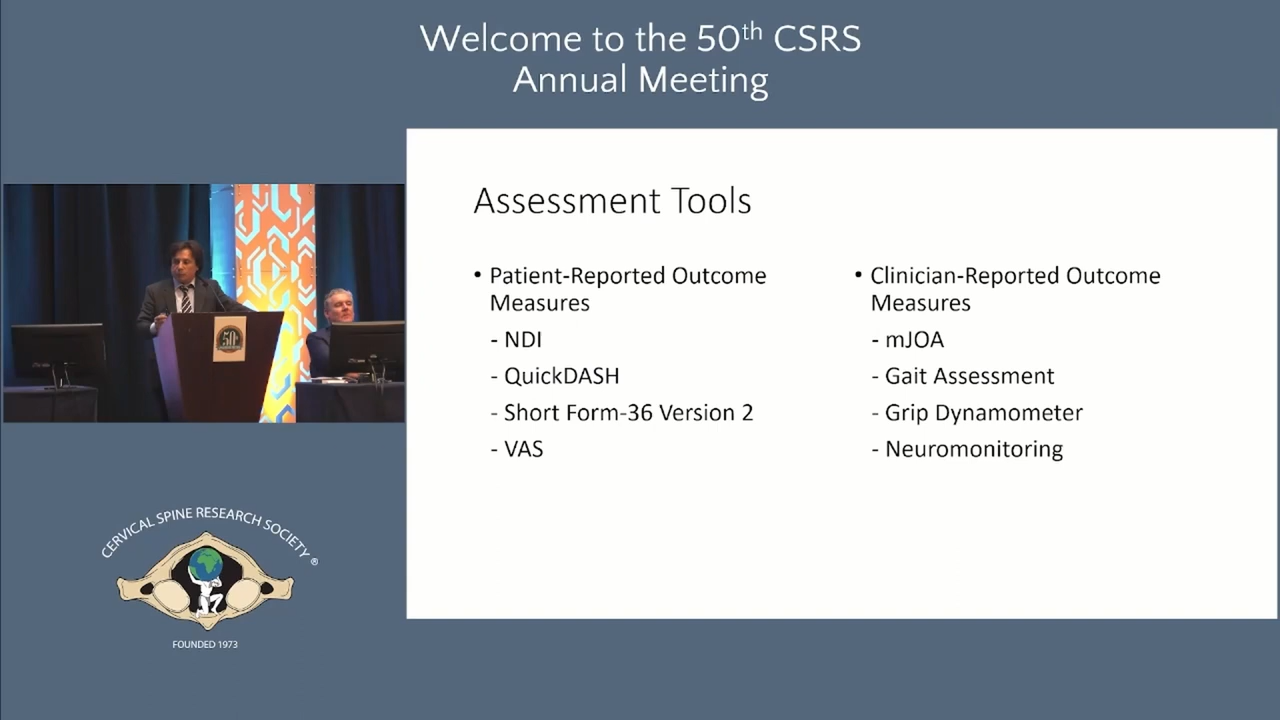 Welcome to the 50th CSRS
Annual Meeting
Assessment Tools
• Patient-Reported Outcome
Measures
- NDI
- QuickDASH
- Short Form-36 Version 2
- VAS
• Clinician-Reported Outcome
Measures
- mJOA
- Gait Assessment
- Grip Dynamometer
- Neuromonitoring
50
CERVICAL SPINE RESEARCH SOCIETY ®
FOUNDED 1973